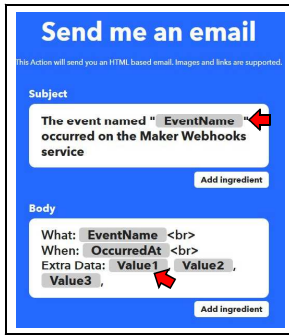 Send me an email
This Action will send you an HTML based email. Images and links are supported.
Subject
The event named " EventName "
occurred on the Maker Webhooks
service
Add ingredient
Body
What: EventName <br>
When: OccurredAt <br>
Extra Data: Value1 , Value2 ,
Value3 ,
Add ingredient